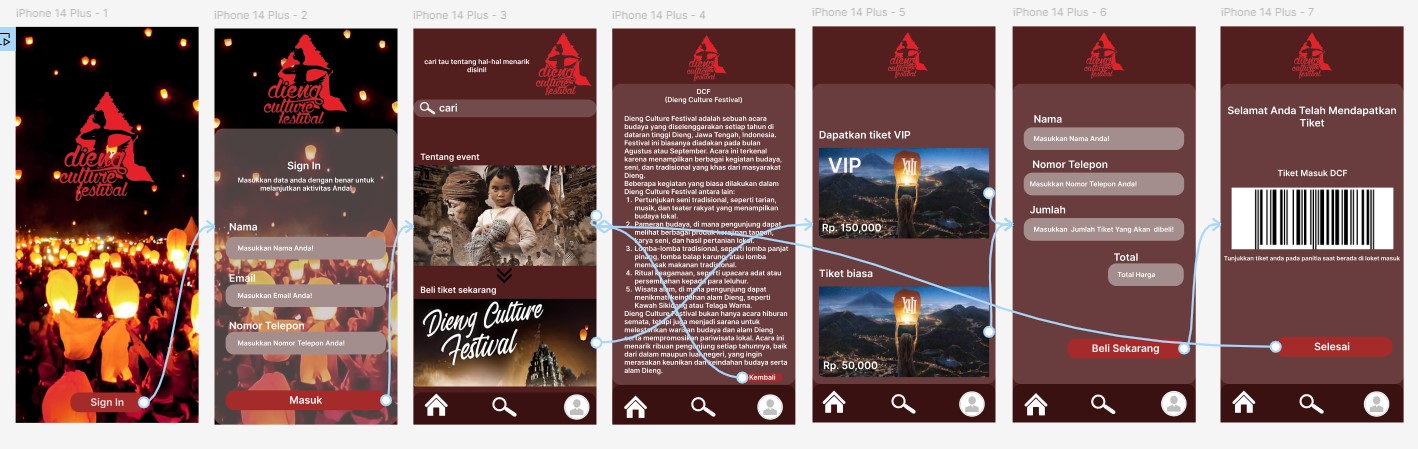 iPhone 14 Plus - 1
dieng
culture
festival
Sign In
iPhone 14 Plus - 2
dieng
culture
festival
Sign In
Masukkan data anda dengan benar untuk
melanjutkan aktivitas Anda!
Nama
Masukkan Nama Anda!
Email
Masukkan Email Anda!
Nomor Telepon
Masukkan Nomor Telepon Anda!
Masuk
iPhone 14 Plus - 3
cari tau tentang hal-hal menarik
disini!
dieng
culture
festival
cari
Tentang event
Beli tiket sekarang
Dieng Culture
Festival
iPhone 14 Plus - 4
dieng
culture
festival
DCF
(Dieng Culture Festival)
Dieng Culture Festival adalah sebuah acara
budaya yang diselenggarakan setiap tahun di
dataran tinggi Dieng, Jawa Tengah, Indonesia.
Festival ini biasanya diadakan pada bulan
Agustus atau September. Acara ini terkenal
karena menampilkan berbagai kegiatan budaya,
seni, dan tradisional yang khas dari masyarakat
Dieng.
Beberapa kegiatan yang biasa dilakukan dalam
Dieng Culture Festival antara lain:
1. Pertunjukan seni tradisional, seperti tarian,
musik, dan teater rakyat yang menampilkan
budaya lokal.
2. Pameran budaya, di mana pengunjung dapat
melihat berbagai produk kerajinan tangan,
karya seni, dan hasil pertanian lokal.
3. Lomba-lomba tradisional, seperti lomba panjat
pinang, lomba balap karung, atau lomba
memasak makanan tradisional.
4. Ritual keagamaan, seperti upacara adat atau
persembahan kepada para leluhur.
5. Wisata alam, di mana pengunjung dapat
menikmati keindahan alam Dieng, seperti
Kawah Sikidang atau Telaga Warna.
Dieng Culture Festival bukan hanya acara hiburan
semata, tetapi juga menjadi sarana untuk
melestarikan warisan budaya dan alam Dieng
serta mempromosikan pariwisata lokal. Acara ini
menarik ribuan pengunjung setiap tahunnya, baik
dari dalam maupun luar negeri, yang ingin
merasakan keunikan dan keindahan budaya serta
alam Dieng.
Kembali
iPhone 14 Plus - 5
dieng
culture
festival
Dapatkan tiket VIP
VIP
Rp. 150,000
Tiket biasa
Rp. 50,000
iPhone 14 Plus - 6
dieng
culture
festival
Nama
Masukkan Nama Anda!
Nomor Telepon
Masukkan Nomor Telepon Anda!
Jumlah
Masukkan Jumlah Tiket Yang Akan dibeli!
Total
Total Harga
Beli Sekarang
iPhone 14 Plus - 7
dieng
culture
festival
Selamat Anda Telah Mendapatkan
Tiket
Tiket Masuk DCF
Tunjukkan tiket anda pada panitia saat berada di loket masuk
Selesai